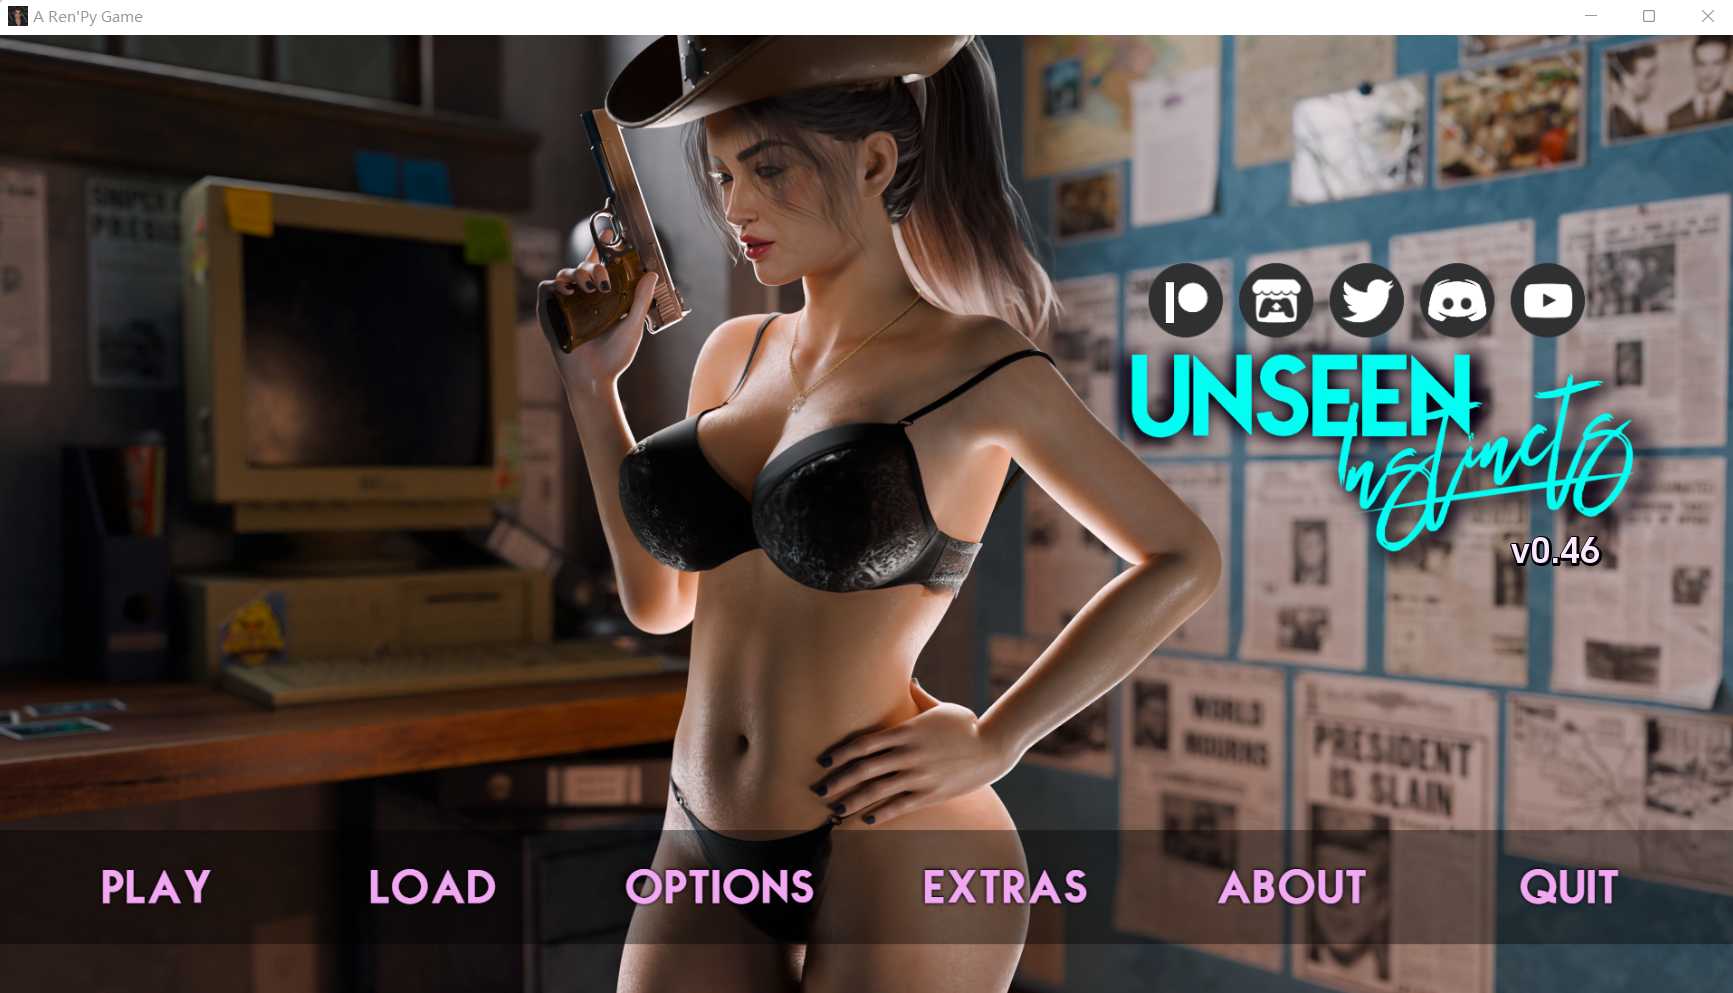 A Ren'Py Game
UNSEEN
Instincts
v0.46
WORLD
MOURNS
PRESIDENT
IS SLAIN
PLAY
LOAD
OPTIONS
EXTRAS
ABOUT
QUIT